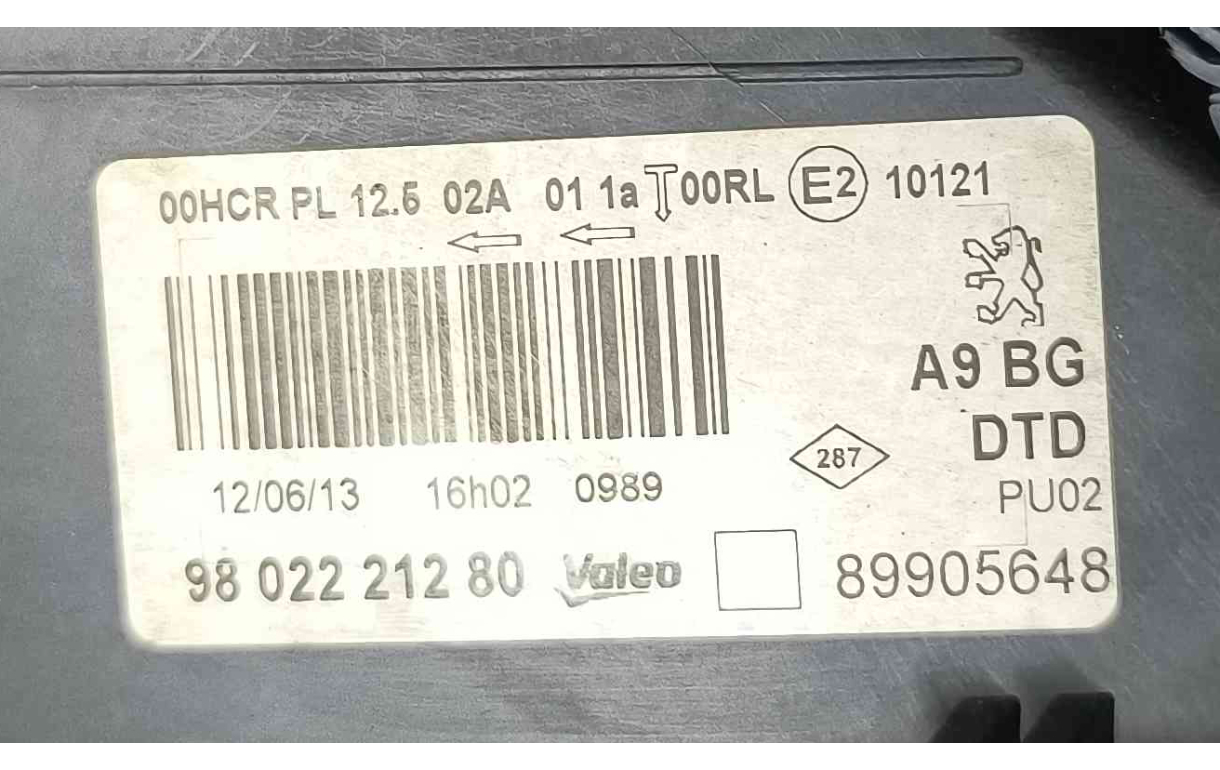 00HCR PL 12.5 02A 01 1a 00RL E2 10121
A9 BG
DTD
287
PU02
12/06/13 16h02 0989
98 022 212 80 Valeo 89905648